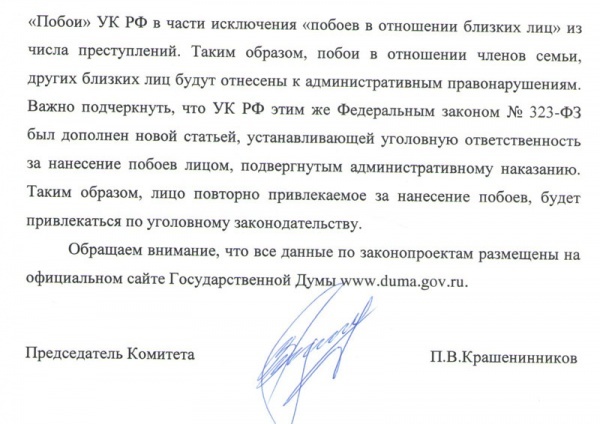 «Побои» УК РФ в части исключения «побоев в отношении близких лиц» из
числа преступлений. Таким образом, побои в отношении членов семьи,
других близких лиц будут отнесены к административным правонарушениям.
Важно подчеркнуть, что УК РФ этим же Федеральным законом № 323-ФЗ
был дополнен новой статьей, устанавливающей уголовную ответственность
за нанесение побоев лицом, подвергнутым административному наказанию.
Таким образом, лицо повторно привлекаемое за нанесение побоев, будет
привлекаться по уголовному законодательству.
Обращаем внимание, что все данные по законопроектам размещены на
официальном сайте Государственной Думы www.duma.gov.ru.
Председатель Комитета П.В.Крашенинников